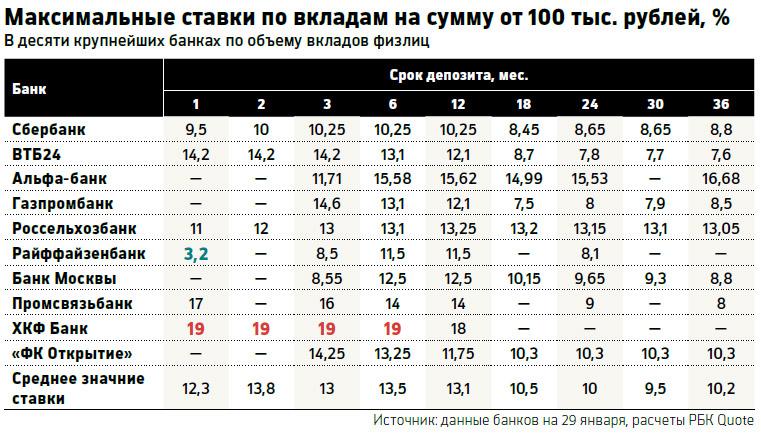 Максимальные ставки по вкладам на сумму от 100 тыс. рублей, %
В десяти крупнейших банках по объему вкладов физлиц
Банк Срок депозита, мес.
1 2 3 6 12 18 24 30 36
Сбербанк 9,5 10 10,25 10,25 10,25 8,45 8,65 8,65 8,8
ВТБ24 14,2 14,2 14,2 13,1 12,1 8,7 7,8 7,7 7,6
Альфа-банк — — 11,71 15,58 15,62 14,99 15,53 — 16,68
Газпромбанк — — 14,6 13,1 12,1 7,5 8 7,9 8,5
Россельхозбанк 11 12 13 13,1 13,25 13,2 13,15 13,1 13,05
Райффайзенбанк 3,2 — 8,5 11,5 11,5 — 8,1 — —
Банк Москвы — — 8,55 12,5 12,5 10,15 9,65 9,3 8,8
Промсвязьбанк 17 — 16 14 14 — 9 — 8
ХКФ Банк 19 19 19 19 18 — — — —
«ФК Открытие» — — 14,25 13,25 11,75 10,3 10,3 10,3 10,3
Среднее значние
ставки 12,3 13,8 13 13,5 13,1 10,5 10 9,5 10,2
Источник: данные банков на 29 января, расчеты РБК Quote